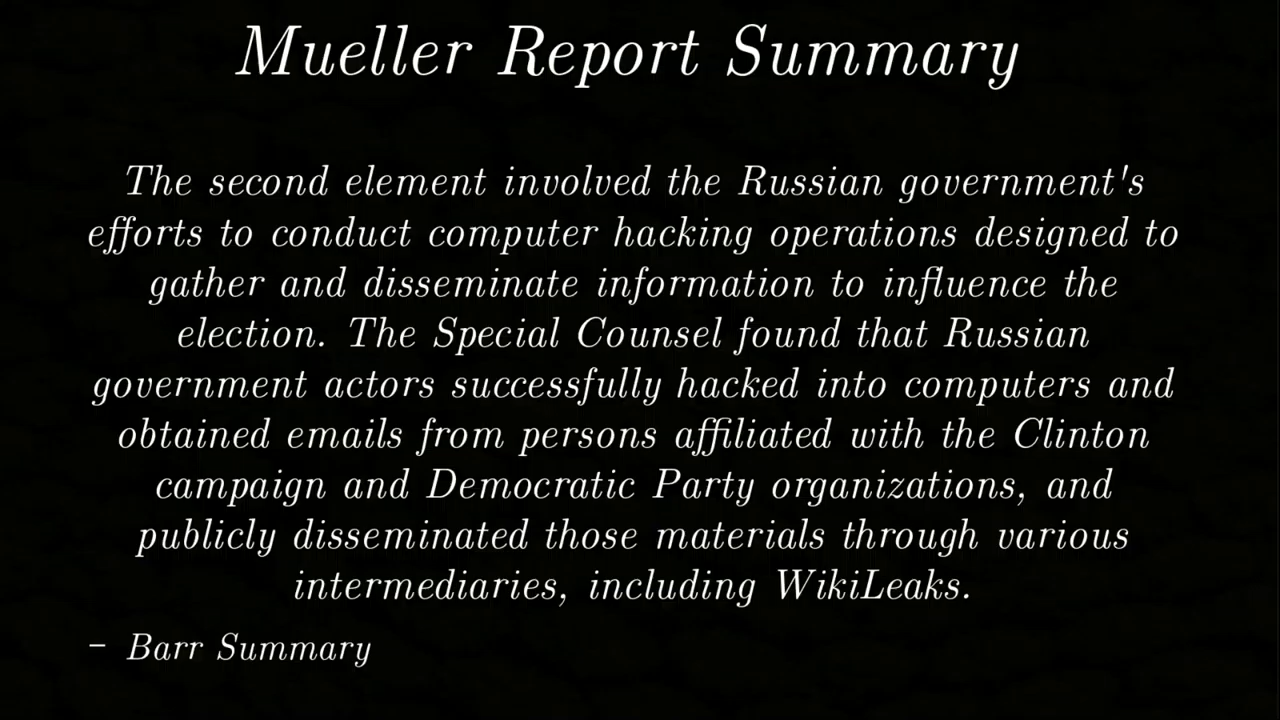 Mueller Report Summary
The second element involved the Russian government's
efforts to conduct computer hacking operations designed to
gather and disseminate information to influence the
election. The Special Counsel found that Russian
government actors successfully hacked into computers and
obtained emails from persons affiliated with the Clinton
campaign and Democratic Party organizations, and
publicly disseminated those materials through various
intermediaries, including WikiLeaks.
- Barr Summary